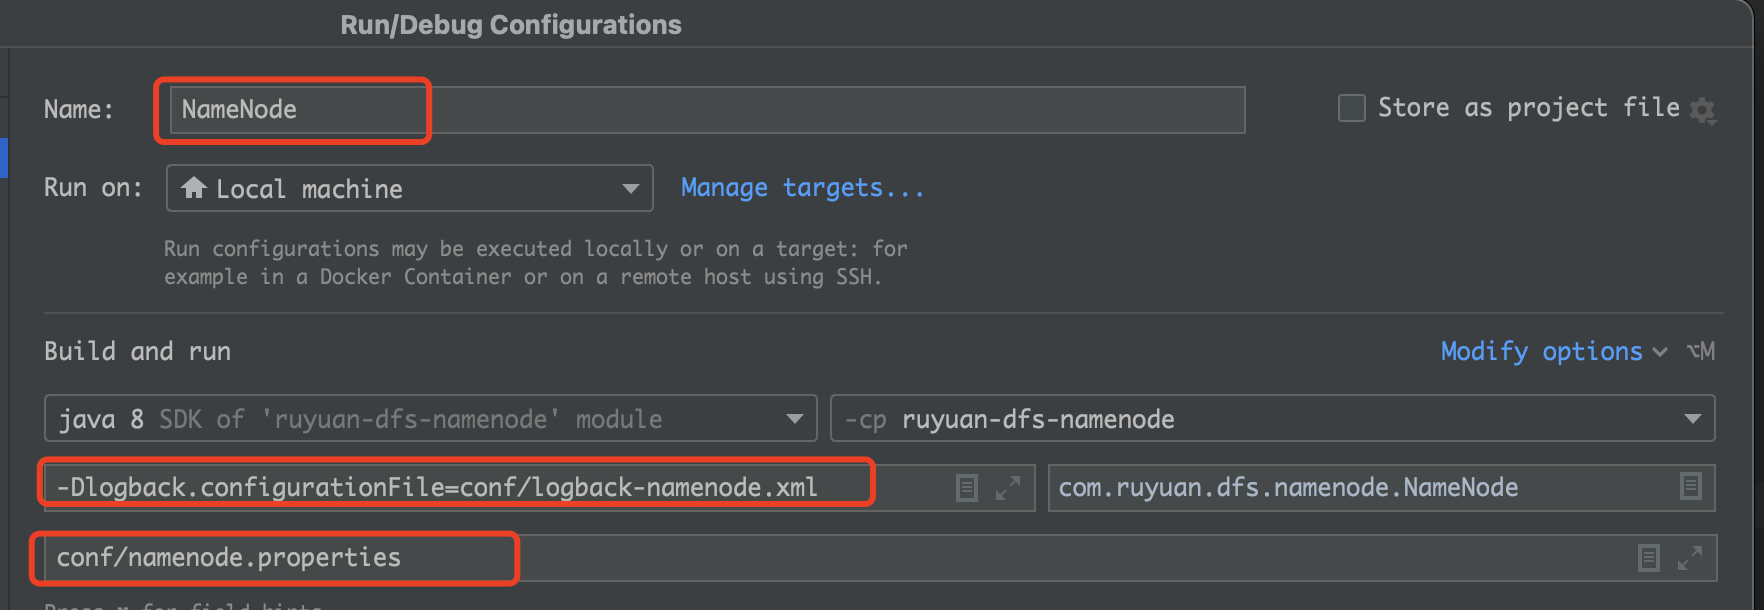 Run/Debug Configurations
Name: NameNode Store as project file
Run on: Local machine Manage targets...
Run configurations may be executed locally or on a target: for
example in a Docker Container or on a remote host using SSH.
Build and run Modify options ⌥M
java 8 SDK of 'ruyuan-dfs-namenode' module -cp ruyuan-dfs-namenode
-Dlogback.configurationFile=conf/logback-namenode.xml com.ruyuan.dfs.namenode.NameNode
conf/namenode.properties
for field hints